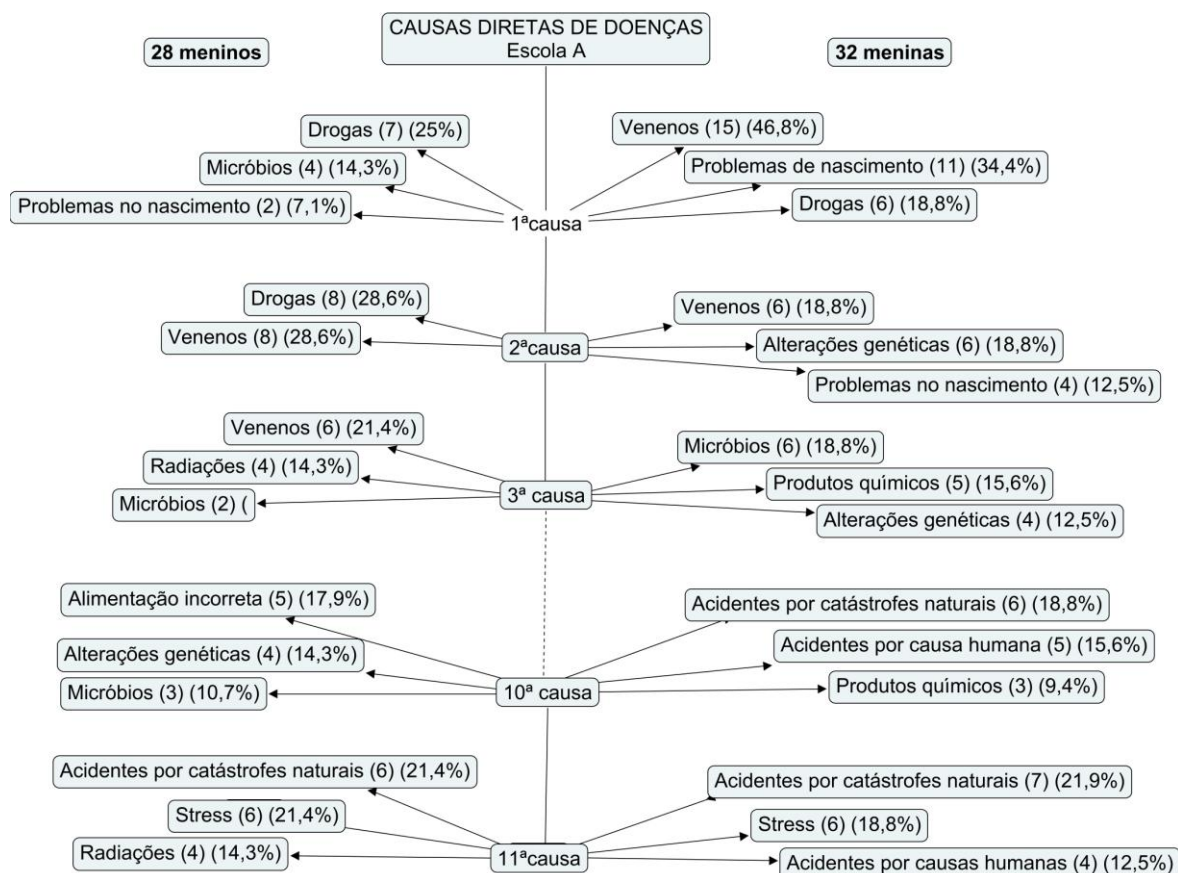 CAUSAS DIRETAS DE DOENÇAS
Escola A
28 meninos
32 meninas
Drogas (7) (25%)
Micróbios (4) (14,3%)
Problemas no nascimento (2) (7,1%)
1ªcausa
Venenos (15) (46,8%)
Problemas de nascimento (11) (34,4%)
Drogas (6) (18,8%)
Drogas (8) (28,6%)
Venenos (8) (28,6%)
2ªcausa
Venenos (6) (18,8%)
Alterações genéticas (6) (18,8%)
Problemas no nascimento (4) (12,5%)
Venenos (6) (21,4%)
Radiações (4) (14,3%)
Micróbios (2) (
3ª causa
Micróbios (6) (18,8%)
Produtos químicos (5) (15,6%)
Alterações genéticas (4) (12,5%)
Alimentação incorreta (5) (17,9%)
Alterações genéticas (4) (14,3%)
Micróbios (3) (10,7%)
10ª causa
Acidentes por catástrofes naturais (6) (18,8%)
Acidentes por causa humana (5) (15,6%)
Produtos químicos (3) (9,4%)
Acidentes por catástrofes naturais (6) (21,4%)
Stress (6) (21,4%)
Radiações (4) (14,3%)
11ªcausa
Acidentes por catástrofes naturais (7) (21,9%)
Stress (6) (18,8%)
Acidentes por causas humanas (4) (12,5%)